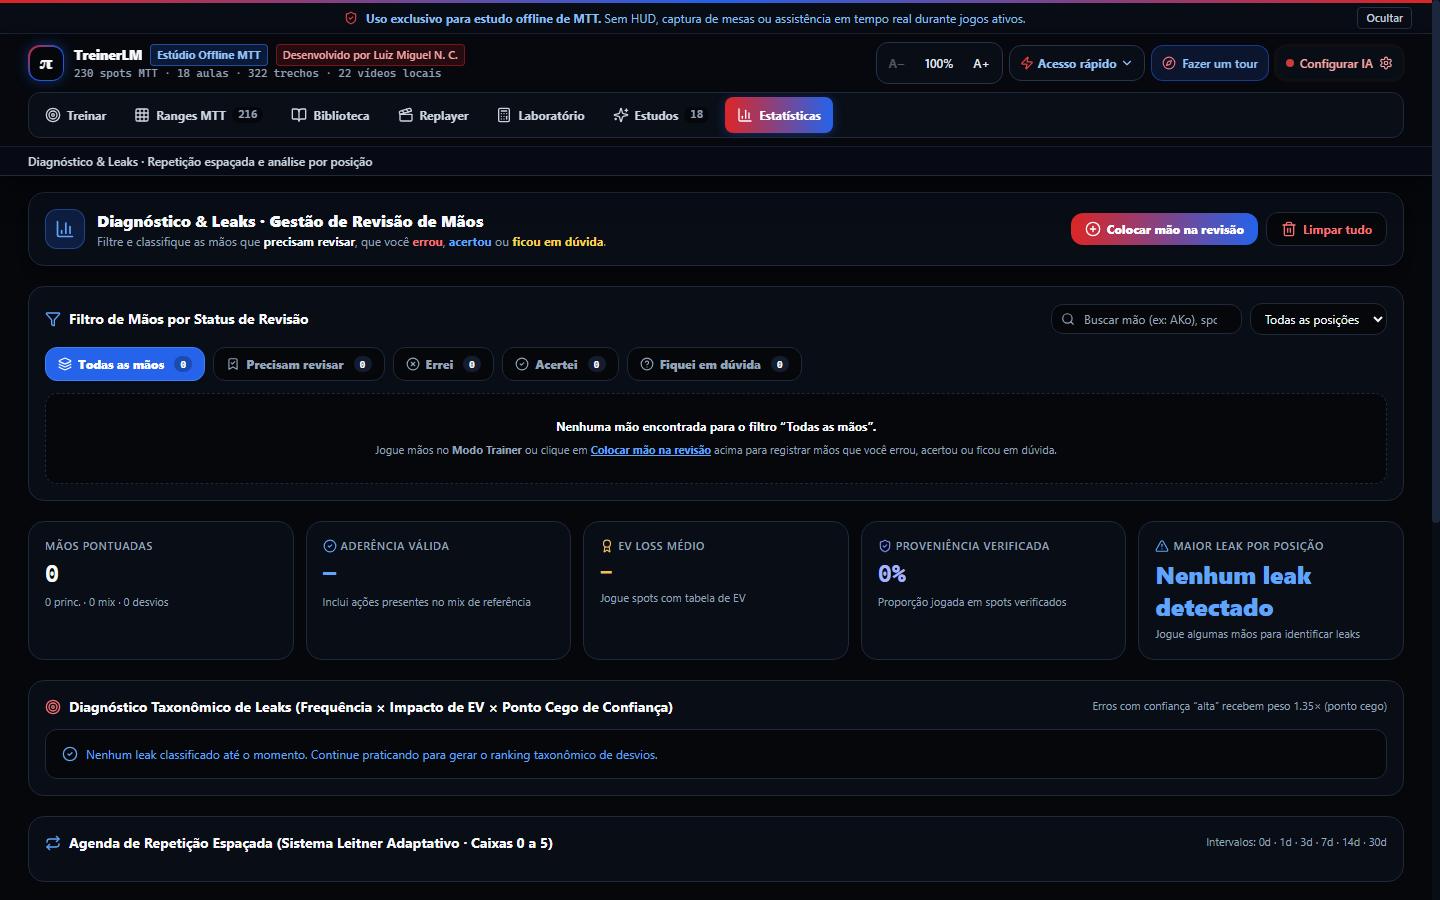 Uso exclusivo para estudo offline de MTT. Sem HUD, captura de mesas ou assistência em tempo real durante jogos ativos.
Ocultar
π
TreinerLM
Estúdio Offline MTT
Desenvolvido por Luiz Miguel N. C.
230 spots MTT · 18 aulas · 322 trechos · 22 vídeos locais
A−
100%
A+
Acesso rápido
Fazer um tour
Configurar IA
Treinar
Ranges MTT 216
Biblioteca
Replayer
Laboratório
Estudos 18
Estatísticas
Diagnóstico & Leaks · Repetição espaçada e análise por posição
Diagnóstico & Leaks · Gestão de Revisão de Mãos
Filtre e classifique as mãos que precisam revisar, que você errou, acertou ou ficou em dúvida.
Colocar mão na revisão
Limpar tudo
Filtro de Mãos por Status de Revisão
Buscar mão (ex: AKo), spc
Todas as posições
Todas as mãos 0
Precisam revisar 0
Errei 0
Acertei 0
Fiquei em dúvida 0
Nenhuma mão encontrada para o filtro “Todas as mãos”.
Jogue mãos no Modo Trainer ou clique em Colocar mão na revisão acima para registrar mãos que você errou, acertou ou ficou em dúvida.
MÃOS PONTUADAS
0
0 princ. · 0 mix · 0 desvios
ADERÊNCIA VÁLIDA
—
Inclui ações presentes no mix de referência
EV LOSS MÉDIO
—
Jogue spots com tabela de EV
PROVENIÊNCIA VERIFICADA
0%
Proporção jogada em spots verificados
MAIOR LEAK POR POSIÇÃO
Nenhum leak
detectado
Jogue algumas mãos para identificar leaks
Diagnóstico Taxonômico de Leaks (Frequência × Impacto de EV × Ponto Cego de Confiança)
Erros com confiança “alta” recebem peso 1.35× (ponto cego)
Nenhum leak classificado até o momento. Continue praticando para gerar o ranking taxonômico de desvios.
Agenda de Repetição Espaçada (Sistema Leitner Adaptativo · Caixas 0 a 5)
Intervalos: 0d · 1d · 3d · 7d · 14d · 30d